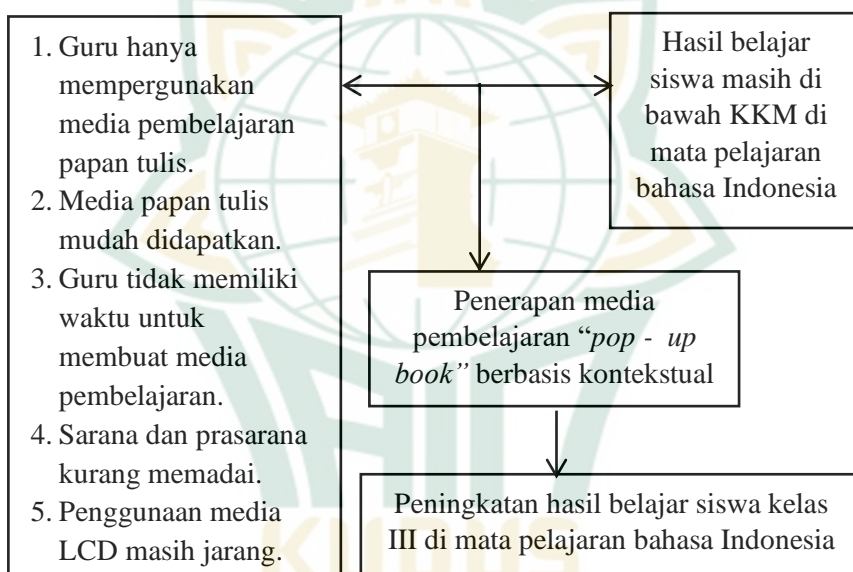 1. Guru hanya
mempergunakan
media pembelajaran
papan tulis.
2. Media papan tulis
mudah didapatkan.
3. Guru tidak memiliki
waktu untuk
membuat media
pembelajaran.
4. Sarana dan prasarana
kurang memadai.
5. Penggunaan media
LCD masih jarang.
Hasil belajar
siswa masih di
bawah KKM di
mata pelajaran
bahasa Indonesia
Penerapan media
pembelajaran “pop - up
book” berbasis kontekstual
Peningkatan hasil belajar siswa kelas
III di mata pelajaran bahasa Indonesia
KUDUS